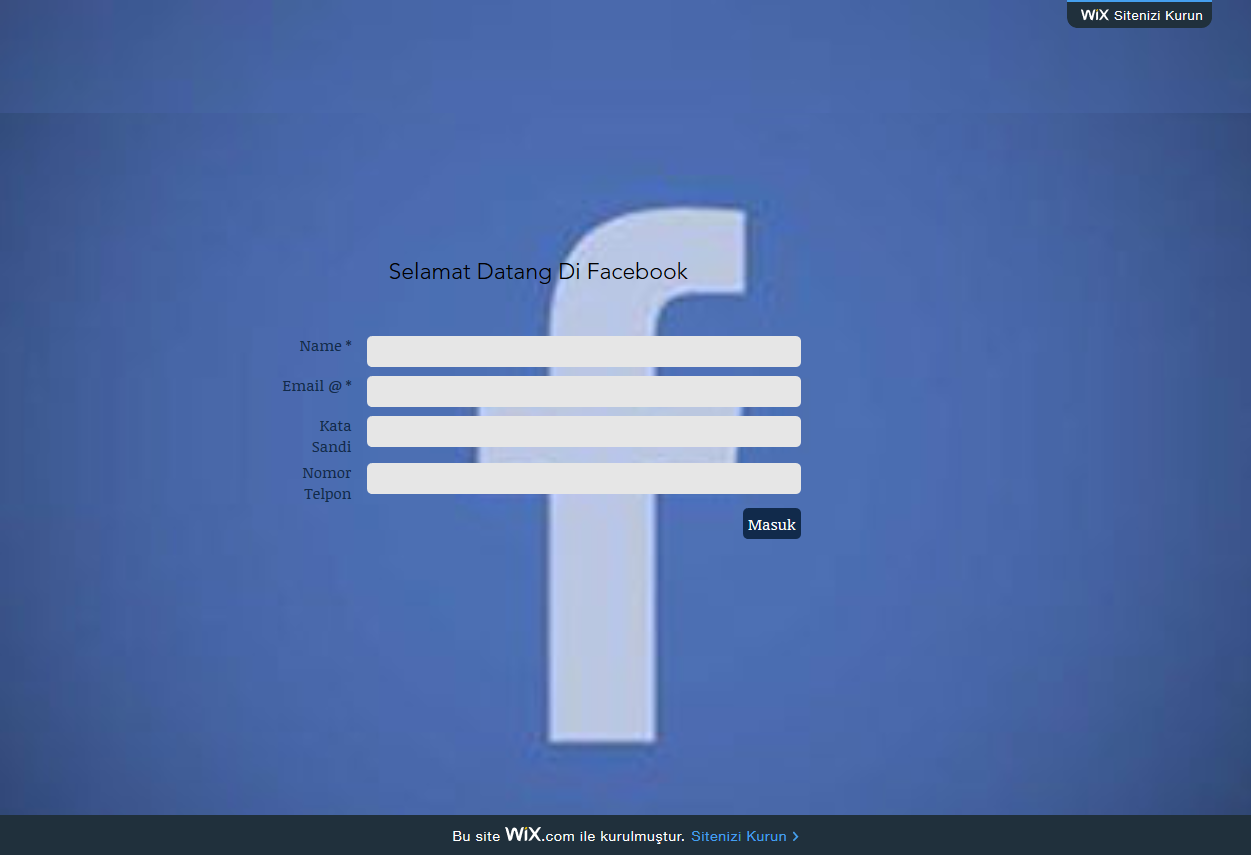 WiX Sitenizi Kurun
Selamat Datang Di Facebook
Name *
Email @ *
Kata
Sandi
Nomor
Telpon
Masuk
Bu site WiX.com ile kurulmuştur. Sitenizi Kurun >